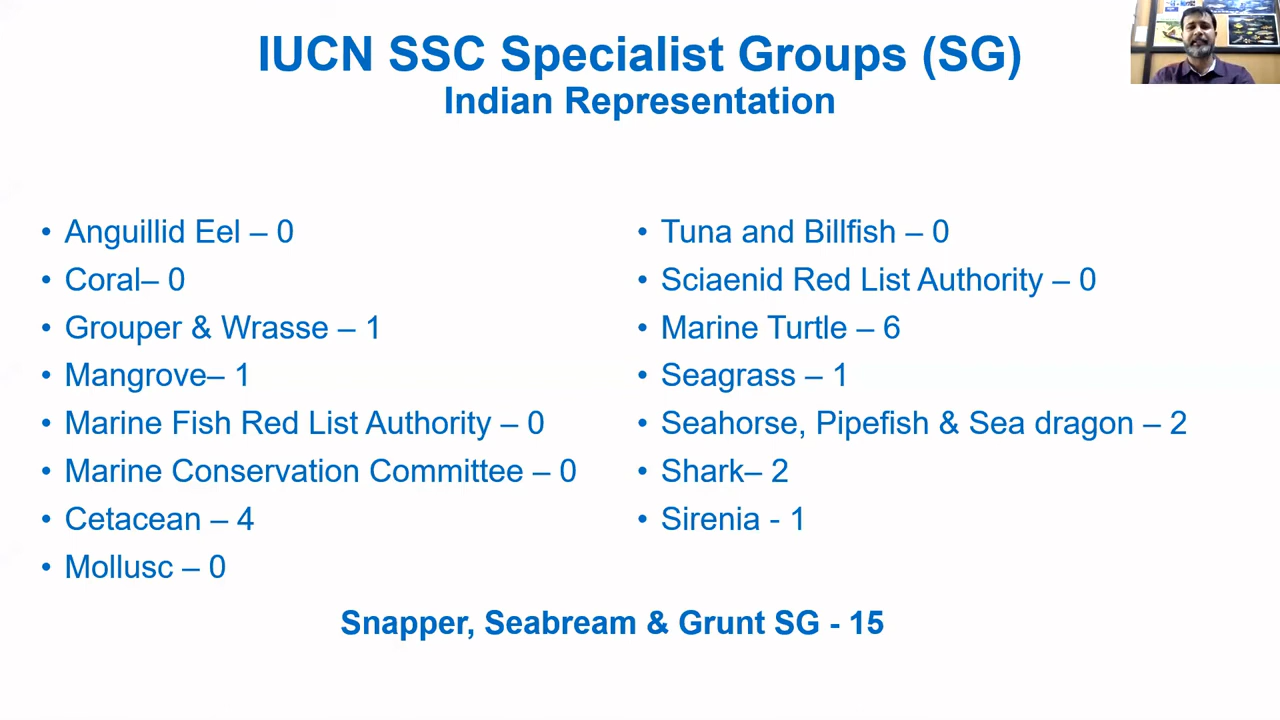 IUCN SSC Specialist Groups (SG)
Indian Representation
• Anguillid Eel – 0
• Coral– 0
• Grouper & Wrasse – 1
• Mangrove– 1
• Marine Fish Red List Authority – 0
• Marine Conservation Committee – 0
• Cetacean – 4
• Mollusc – 0
• Tuna and Billfish – 0
• Sciaenid Red List Authority – 0
• Marine Turtle – 6
• Seagrass – 1
• Seahorse, Pipefish & Sea dragon – 2
• Shark– 2
• Sirenia - 1
Snapper, Seabream & Grunt SG - 15